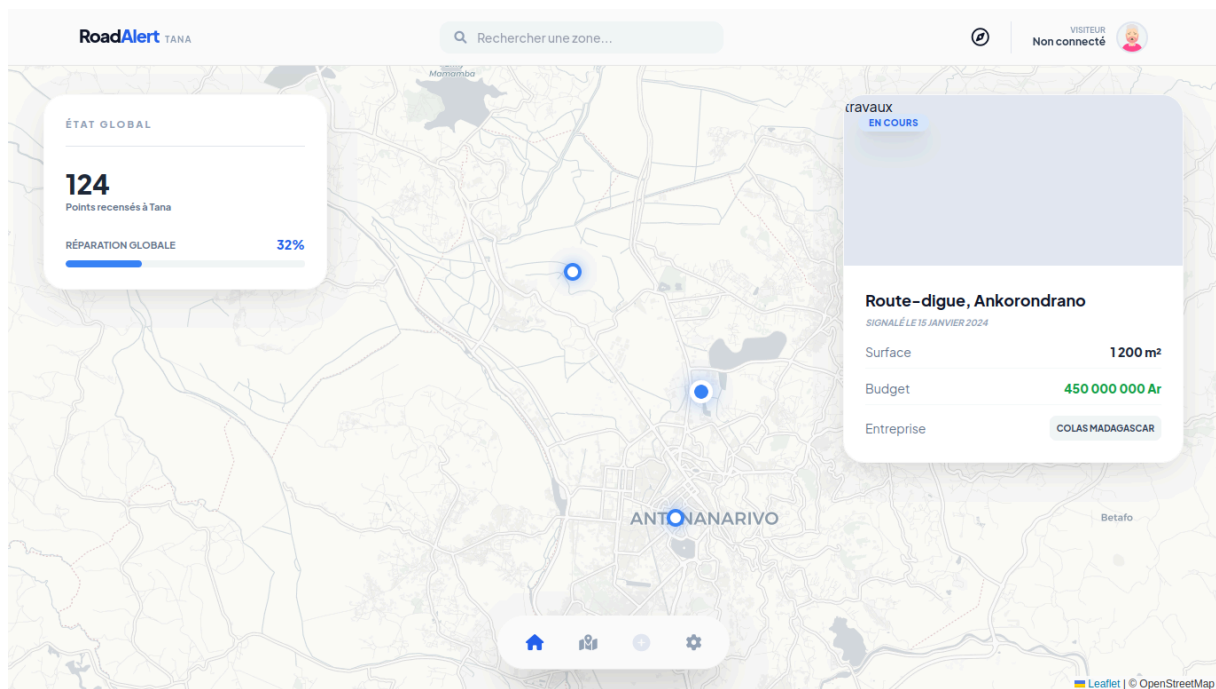 RoadAlert TANA
Rechercher une zone...
VISITEUR
Non connecté
Mamambo
ÉTAT GLOBAL
124
Points recensés à Tana
RÉPARATION GLOBALE 32%
travaux
EN COURS
Route-digue, Ankorondrano
SIGNALÉ LE 15 JANVIER 2024
Surface 1 200 m²
Budget 450 000 000 Ar
Entreprise COLAS MADAGASCAR
ANTANANARIVO
Betafo
Leaflet | © OpenStreetMap